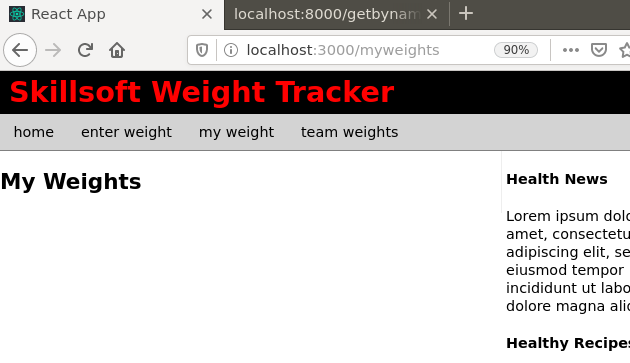 React App
localhost:8000/getbynam
localhost:3000/myweights
90%
Skillsoft Weight Tracker
home enter weight my weight team weights
My Weights
Health News
Lorem ipsum dolo
amet, consectetu
adipiscing elit, se
eiusmod tempor
incididunt ut labo
dolore magna aliq
Healthy Recipes